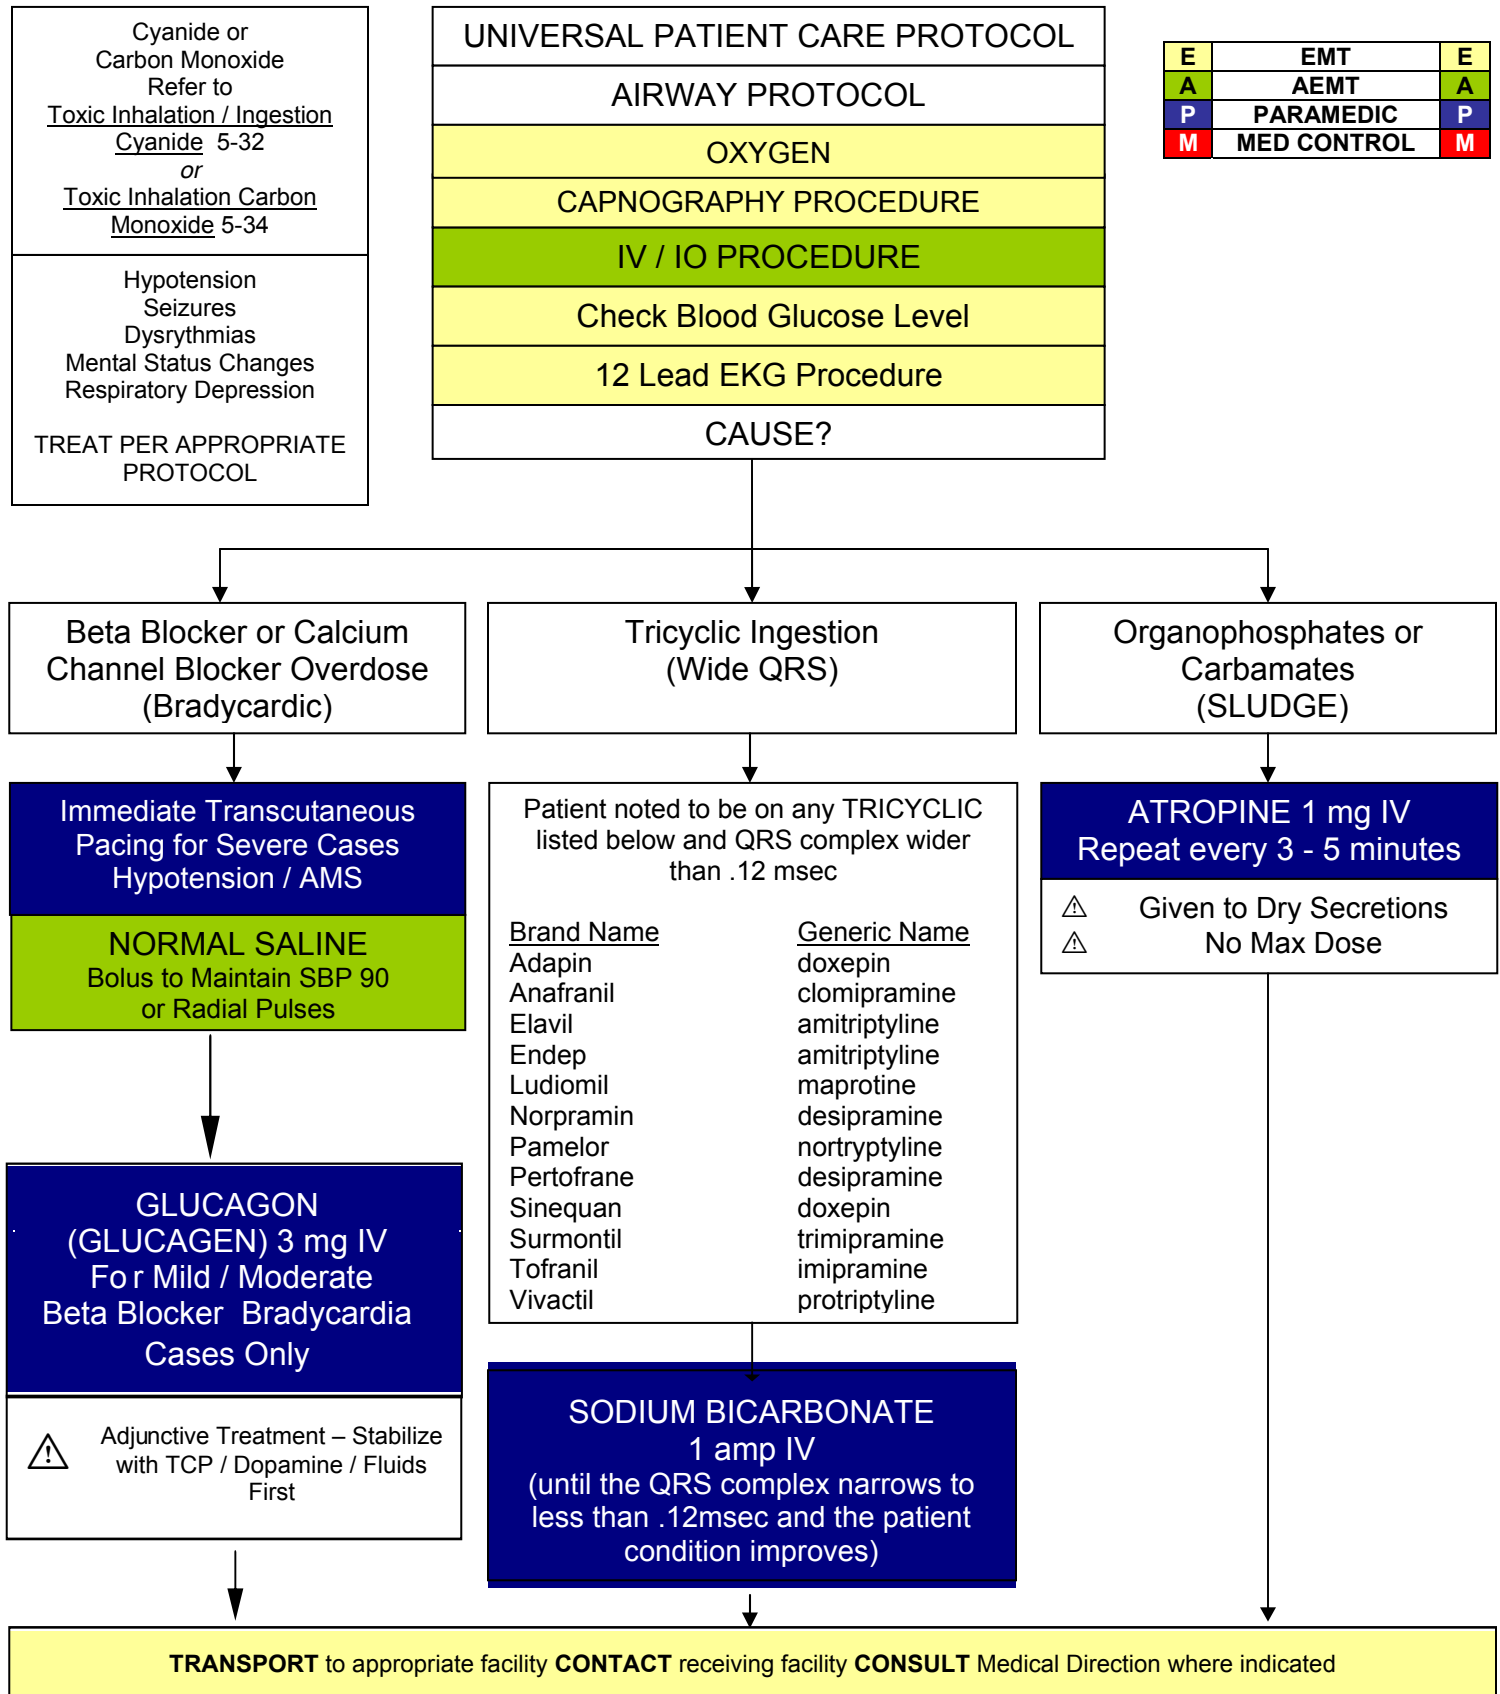 Cyanide or
Carbon Monoxide
Refer to
Toxic Inhalation / Ingestion
Cyanide 5-32
or
Toxic Inhalation Carbon
Monoxide 5-34
Hypotension
Seizures
Dysrythmias
Mental Status Changes
Respiratory Depression
TREAT PER APPROPRIATE
PROTOCOL
UNIVERSAL PATIENT CARE PROTOCOL
AIRWAY PROTOCOL
OXYGEN
CAPNOGRAPHY PROCEDURE
IV / IO PROCEDURE
Check Blood Glucose Level
12 Lead EKG Procedure
CAUSE?
E EMT E
A AEMT A
P PARAMEDIC P
M MED CONTROL M
Beta Blocker or Calcium
Channel Blocker Overdose
(Bradycardic)
Immediate Transcutaneous
Pacing for Severe Cases
Hypotension / AMS
NORMAL SALINE
Bolus to Maintain SBP 90
or Radial Pulses
GLUCAGON
(GLUCAGEN) 3 mg IV
Fo r Mild / Moderate
Beta Blocker Bradycardia
Cases Only
Adjunctive Treatment – Stabilize
with TCP / Dopamine / Fluids
First
Tricyclic Ingestion
(Wide QRS)
Patient noted to be on any TRICYCLIC
listed below and QRS complex wider
than .12 msec
Brand Name Generic Name
Adapin doxepin
Anafranil clomipramine
Elavil amitriptyline
Endep amitriptyline
Ludiomil maprotine
Norpramin desipramine
Pamelor nortryptyline
Pertofrane desipramine
Sinequan doxepin
Surmontil trimipramine
Tofranil imipramine
Vivactil protriptyline
SODIUM BICARBONATE
1 amp IV
(until the QRS complex narrows to
less than .12msec and the patient
condition improves)
Organophosphates or
Carbamates
(SLUDGE)
ATROPINE 1 mg IV
Repeat every 3 - 5 minutes
Given to Dry Secretions
No Max Dose
TRANSPORT to appropriate facility CONTACT receiving facility CONSULT Medical Direction where indicated